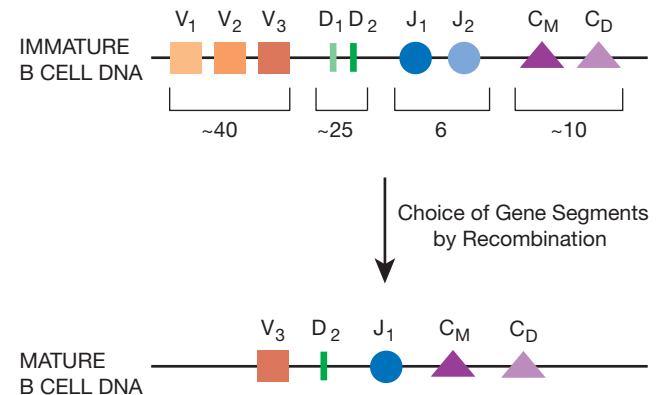 V1 V2 V3 D1 D2 J1 J2 CM CD
IMMATURE
B CELL DNA
~40 ~25 6 ~10
Choice of Gene Segments
by Recombination
V3 D2 J1 CM CD
MATURE
B CELL DNA